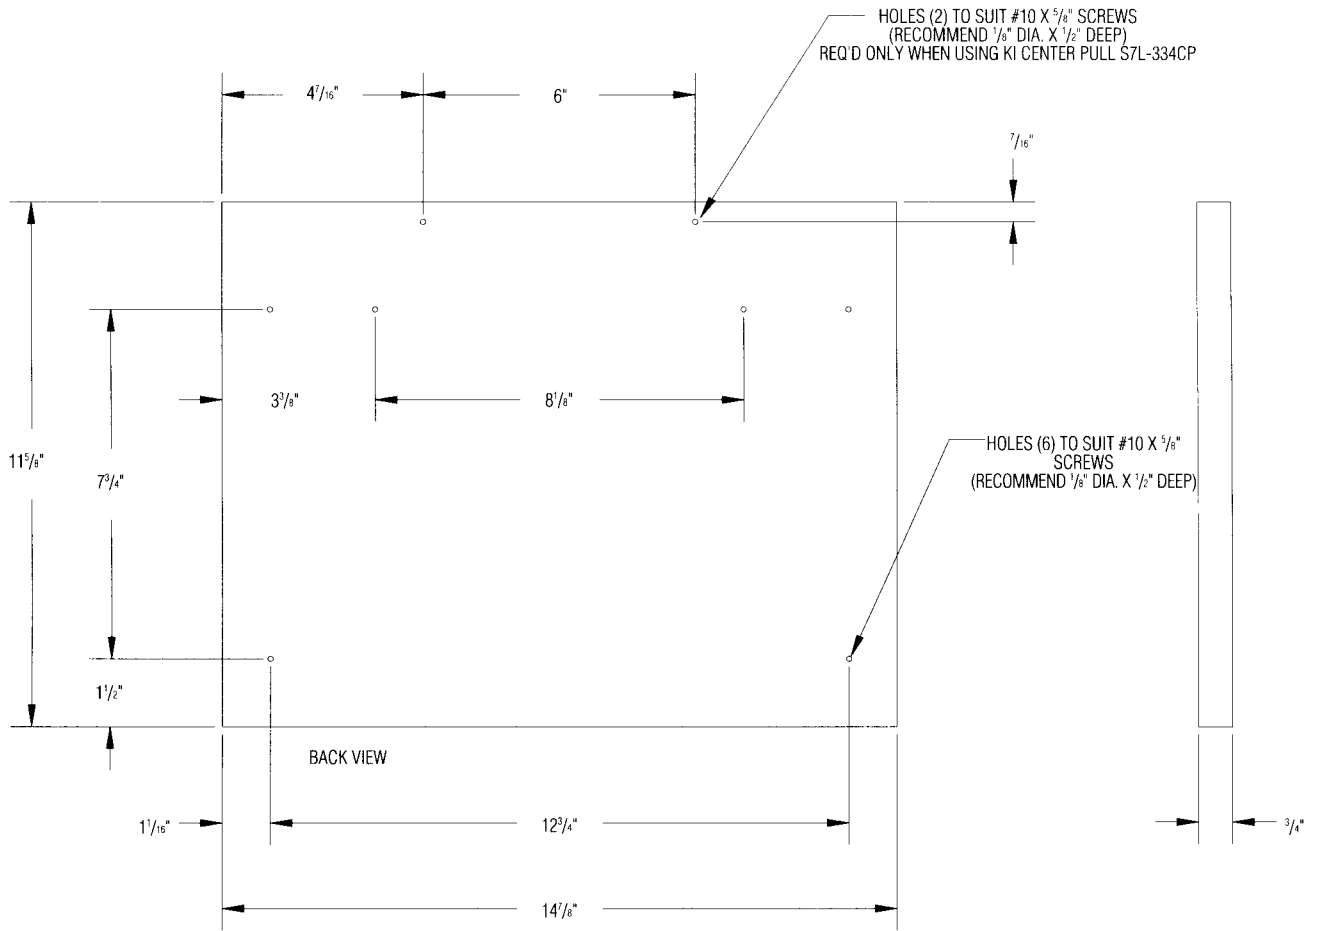 HOLES (2) TO SUIT #10 X 5/8" SCREWS
(RECOMMEND 1/8" DIA. X 1/2" DEEP)
REQ'D ONLY WHEN USING KI CENTER PULL S7L-334CP
4 7/16"
6"
7/16"
3 3/8"
8 1/8"
11 5/8"
7 3/4"
HOLES (6) TO SUIT #10 X 5/8"
SCREWS
(RECOMMEND 1/8" DIA. X 1/2" DEEP)
1 1/2"
BACK VIEW
1 1/16"
12 3/4"
3/4"
14 7/8"